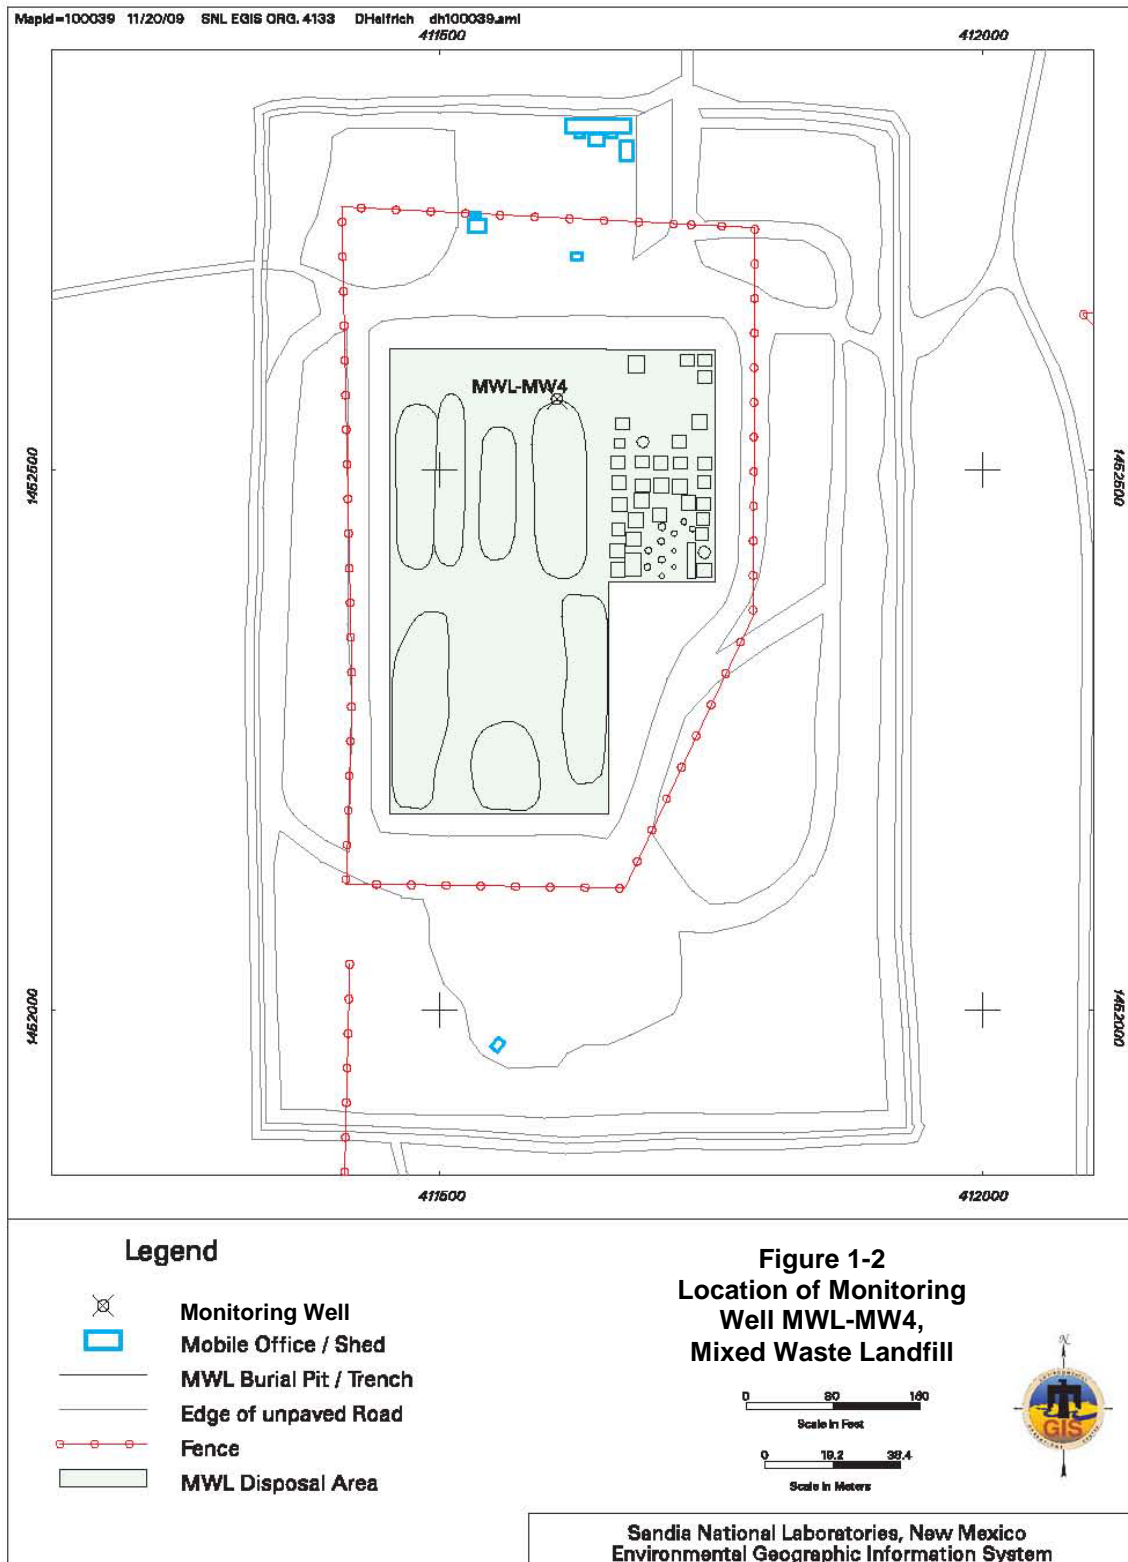 MapId=100039 11/20/09 SNL EGIS ORG. 4133 DHelfrich dh100039.aml
411500 412000
MWL-MW4
1452500 1452500
1452000 1452000
411500 412000
Legend
Monitoring Well
Mobile Office / Shed
MWL Burial Pit / Trench
Edge of unpaved Road
Fence
MWL Disposal Area
Figure 1-2
Location of Monitoring
Well MWL-MW4,
Mixed Waste Landfill
0 80 160
Scale in Feet
0 19.2 38.4
Scale in Meters
N
GIS
Sandia National Laboratories, New Mexico
Environmental Geographic Information System